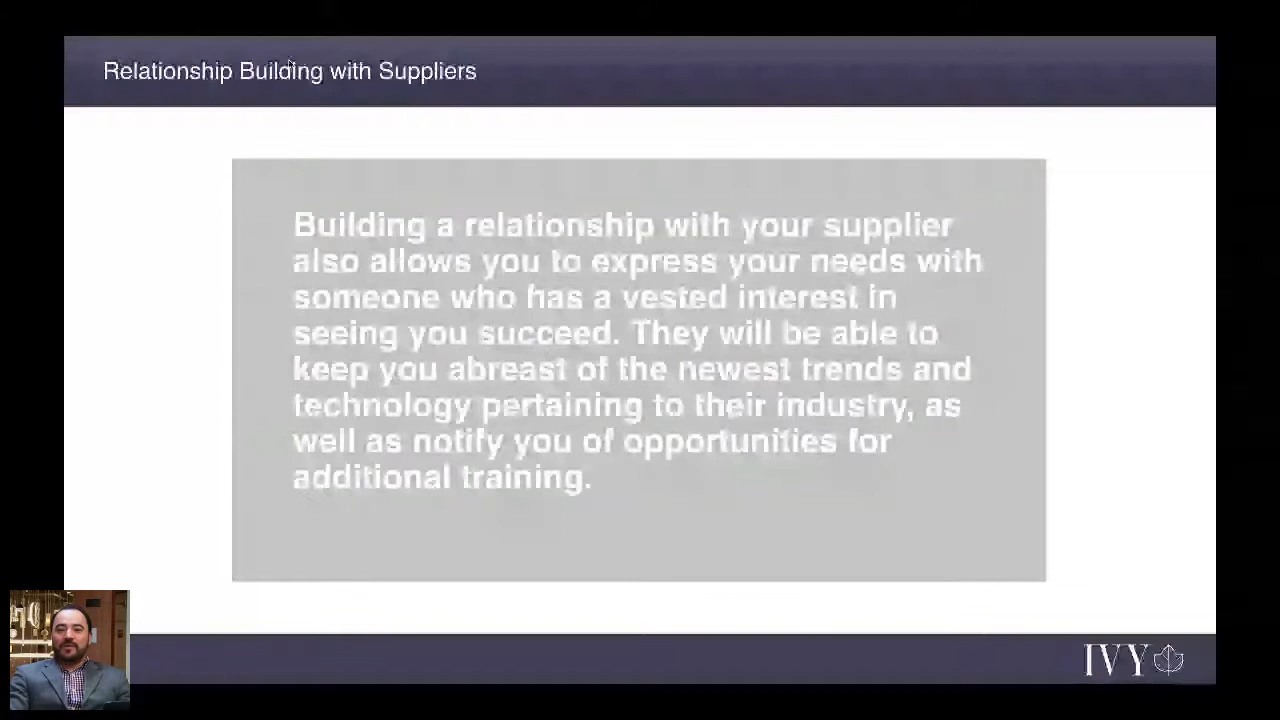 Relationship Building with Suppliers
Building a relationship with your supplier
also allows you to express your needs with
someone who has a vested interest in
seeing you succeed. They will be able to
keep you abreast of the newest trends and
technology pertaining to their industry, as
well as notify you of opportunities for
additional training.
IVY